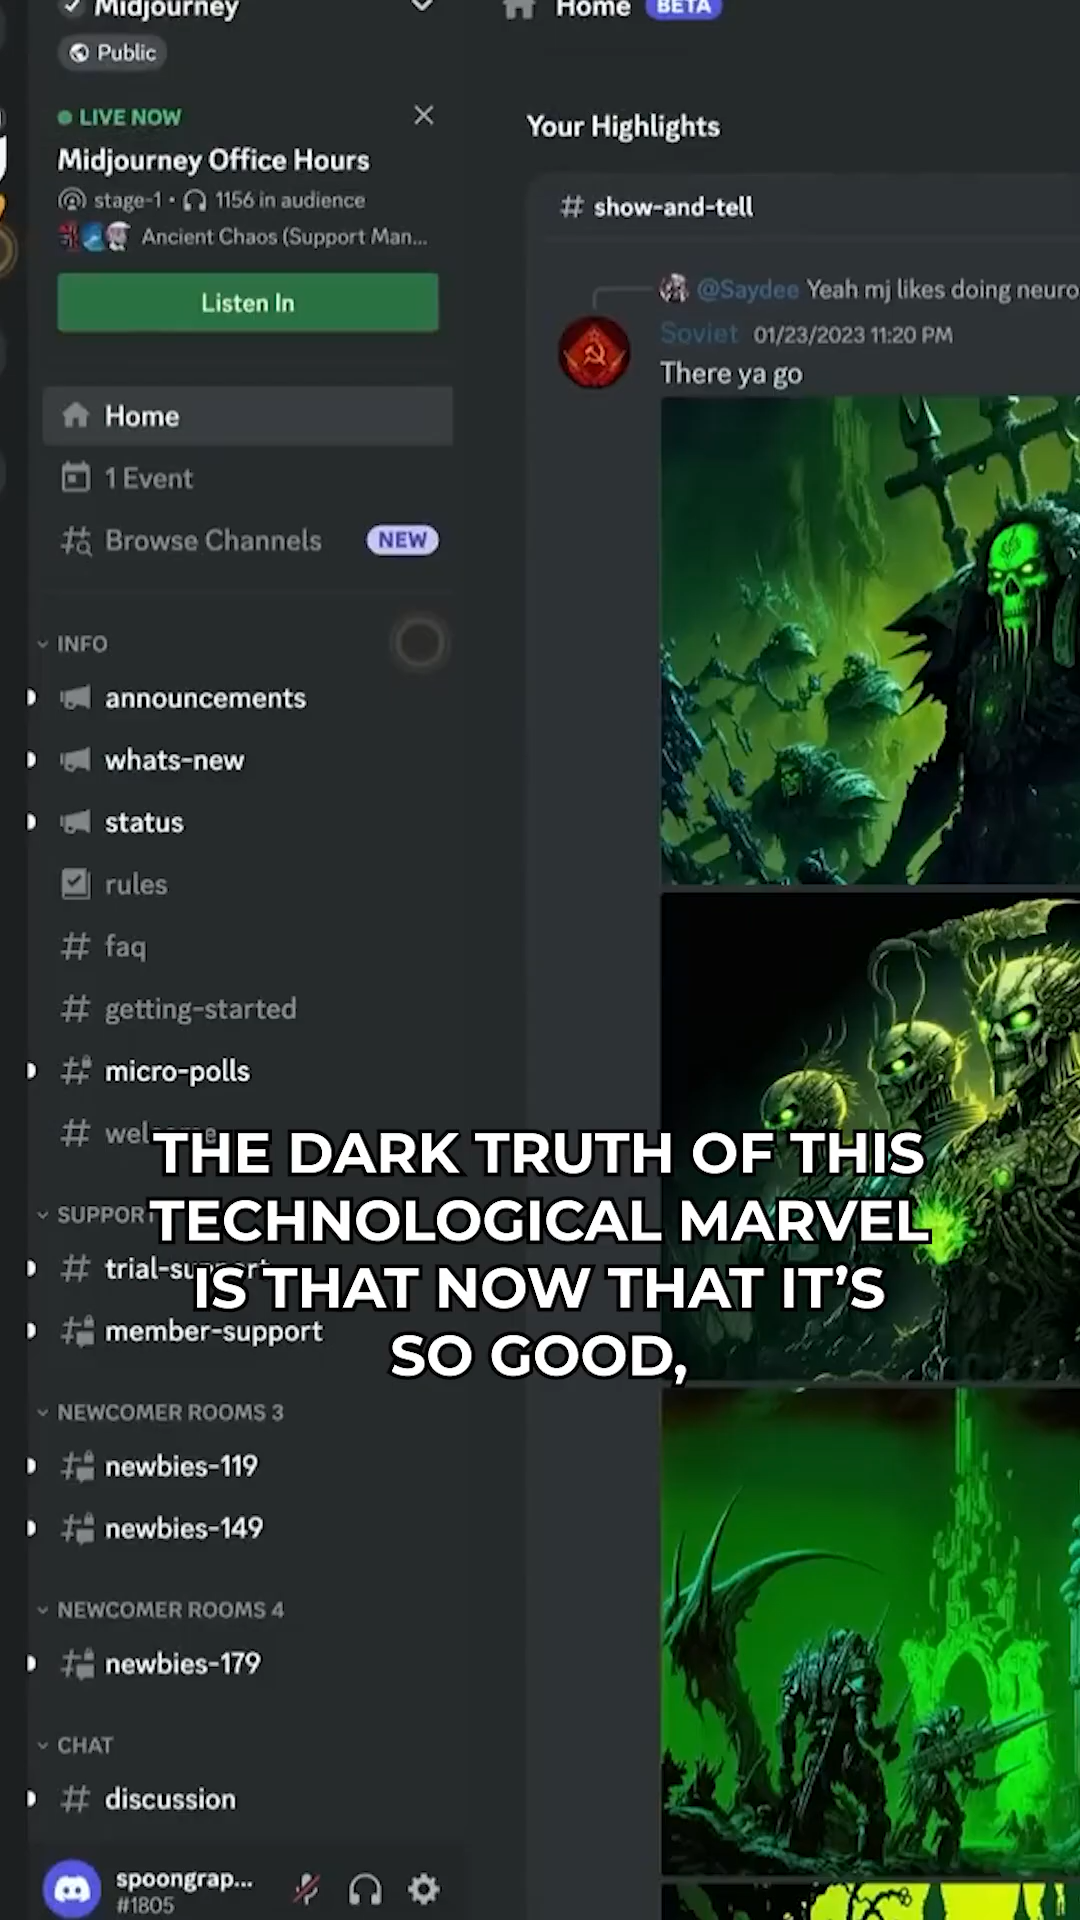 Midjourney
Public
LIVE NOW
Midjourney Office Hours
stage-1 • 1156 in audience
Ancient Chaos (Support Man...
Listen In
Home
1 Event
Browse Channels NEW
INFO
announcements
whats-new
status
rules
faq
getting-started
micro-polls
welcome
SUPPORT
trial-support
member-support
NEWCOMER ROOMS 3
newbies-119
newbies-149
NEWCOMER ROOMS 4
newbies-179
CHAT
discussion
spoongrap...
#1805
Home BETA
Your Highlights
# show-and-tell
@Saydee Yeah mj likes doing neuro
Soviet 01/23/2023 11:20 PM
There ya go
THE DARK TRUTH OF THIS
TECHNOLOGICAL MARVEL
IS THAT NOW THAT IT’S
SO GOOD,